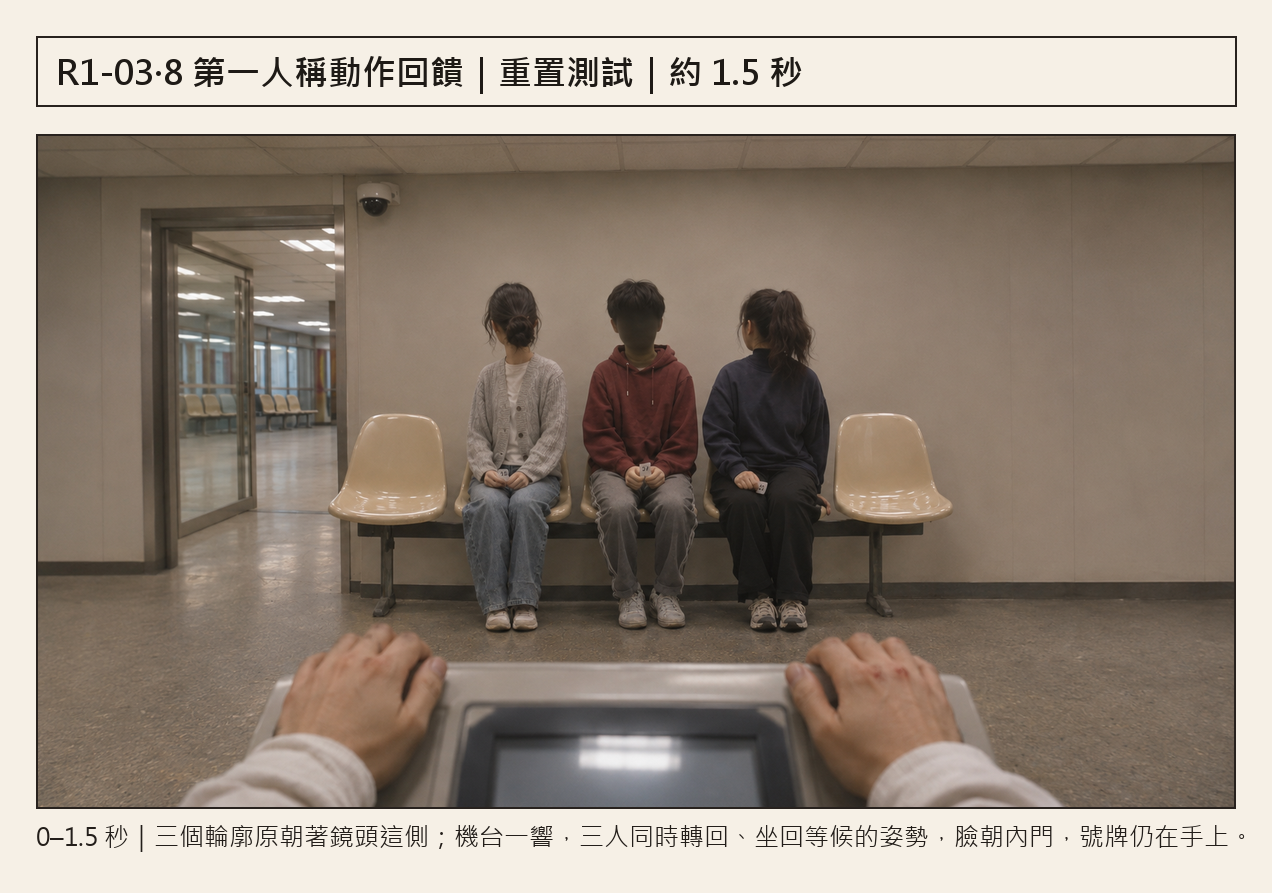 R1-03·8 第一人稱動作回饋｜重置測試｜約 1.5 秒
0–1.5 秒｜三個輪廓原朝著鏡頭這側；機台一響，三人同時轉回、坐回等候的姿勢，臉朝內門，號牌仍在手上。